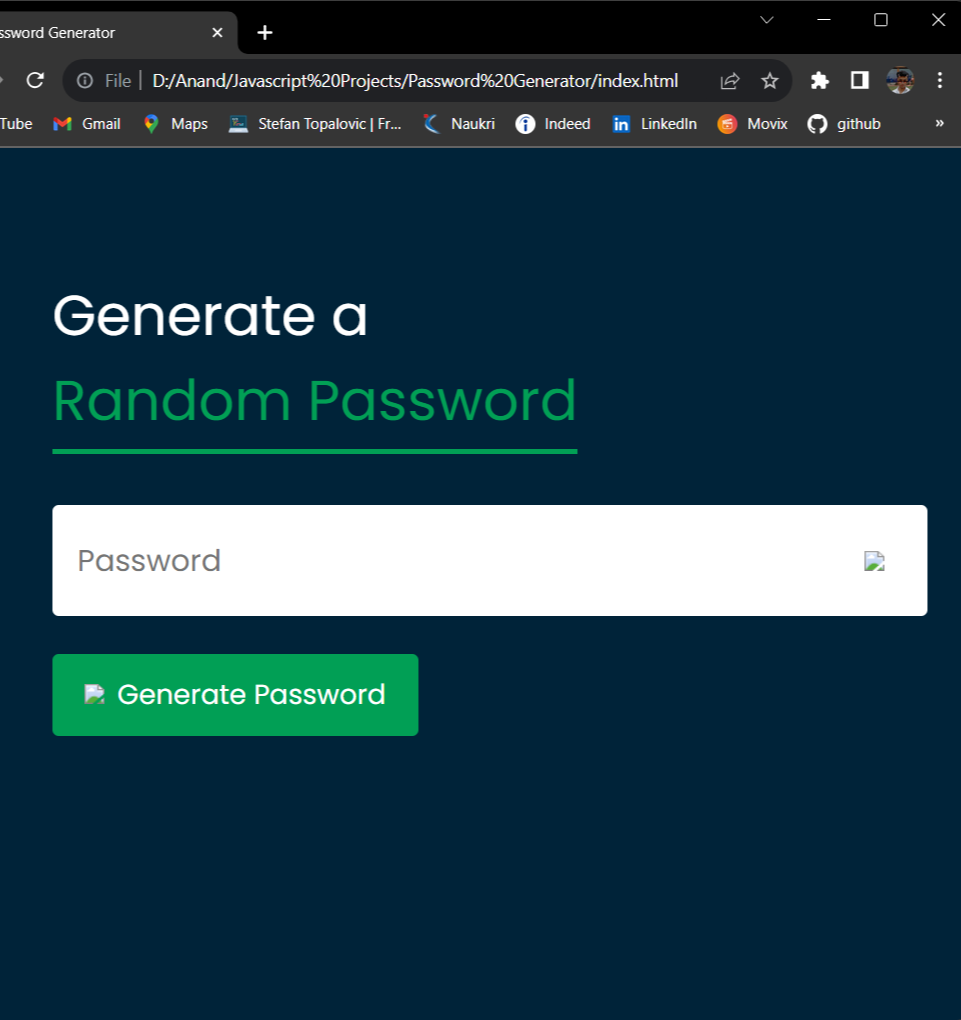 ssword Generator
File | D:/Anand/Javascript%20Projects/Password%20Generator/index.html
Tube Gmail Maps Stefan Topalovic | Fr... Naukri Indeed LinkedIn Movix github »
Generate a
Random Password
Password
Generate Password